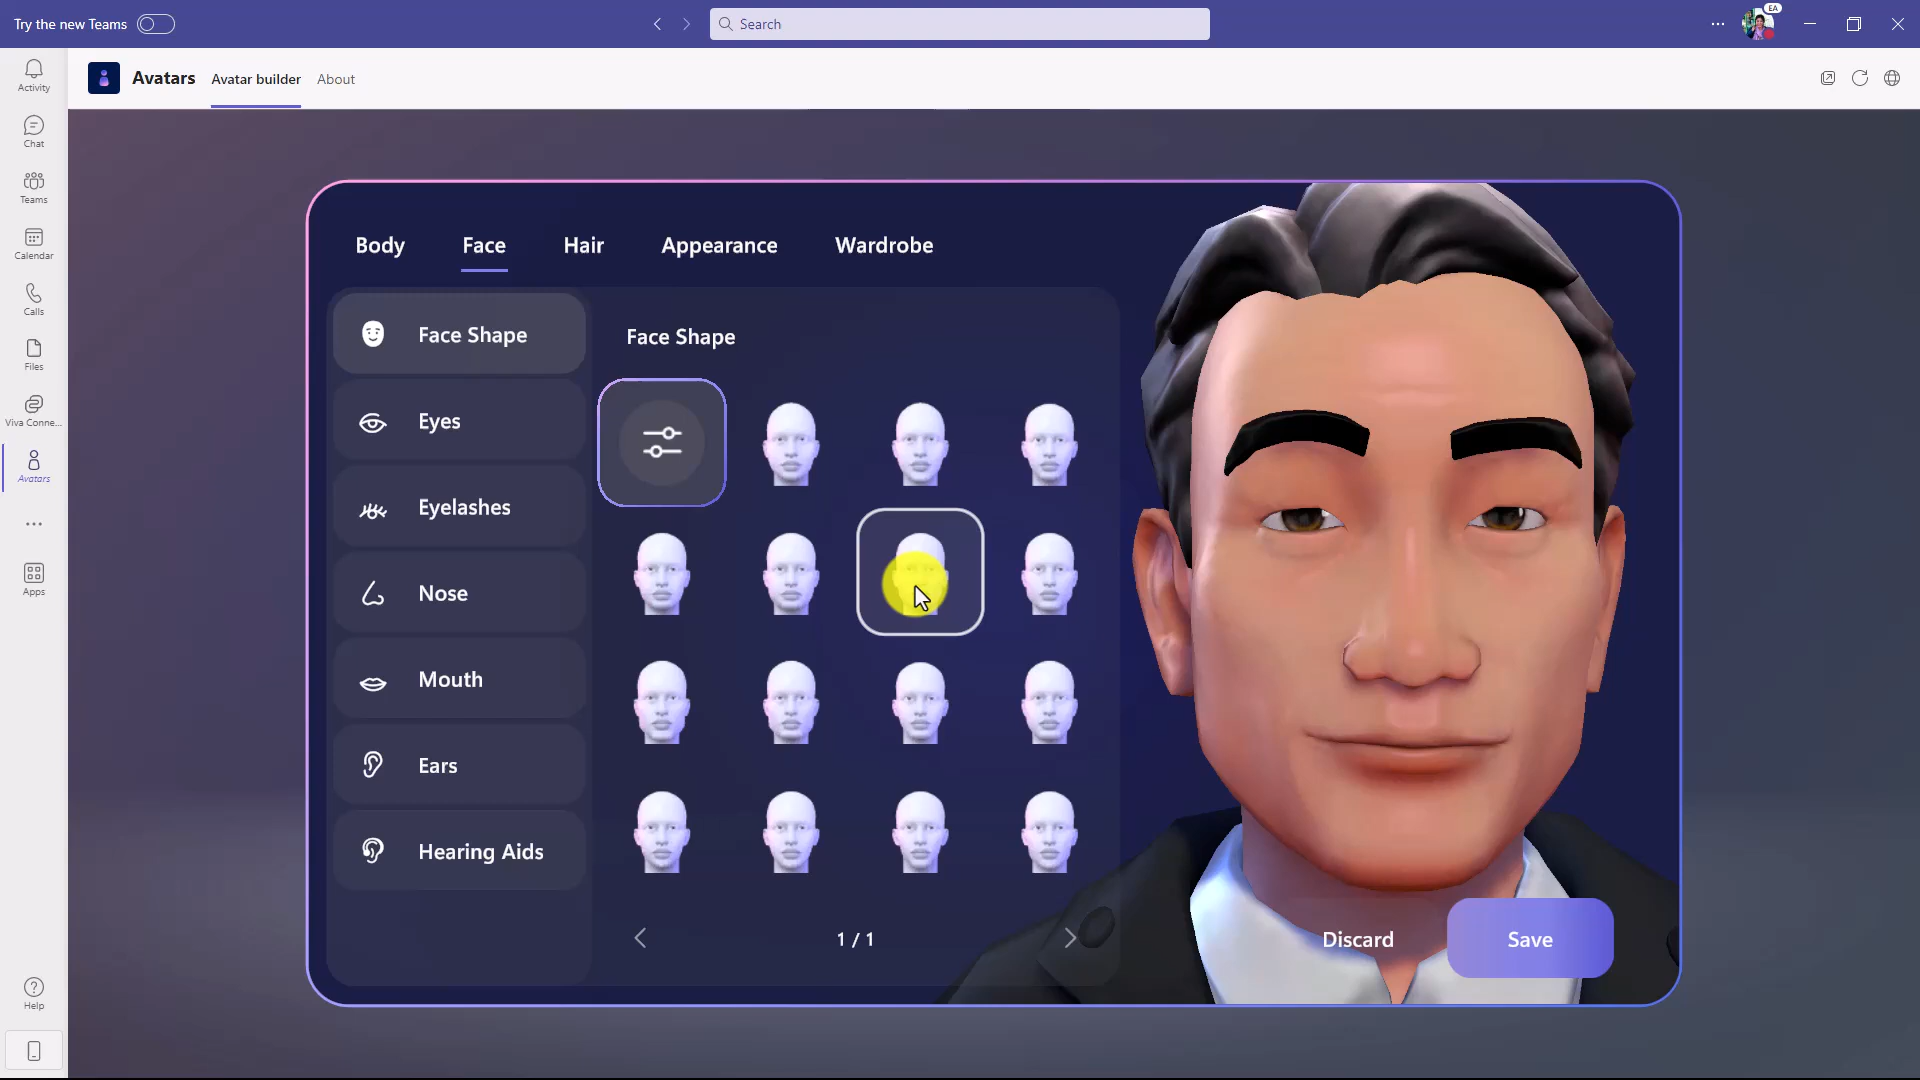 Try the new Teams
Search
EA
Activity
Chat
Teams
Calendar
Calls
Files
Viva Conne...
Avatars
Apps
Help
Avatars
Avatar builder
About
Body
Face
Hair
Appearance
Wardrobe
Face Shape
Eyes
Eyelashes
Nose
Mouth
Ears
Hearing Aids
Face Shape
1 / 1
Discard
Save